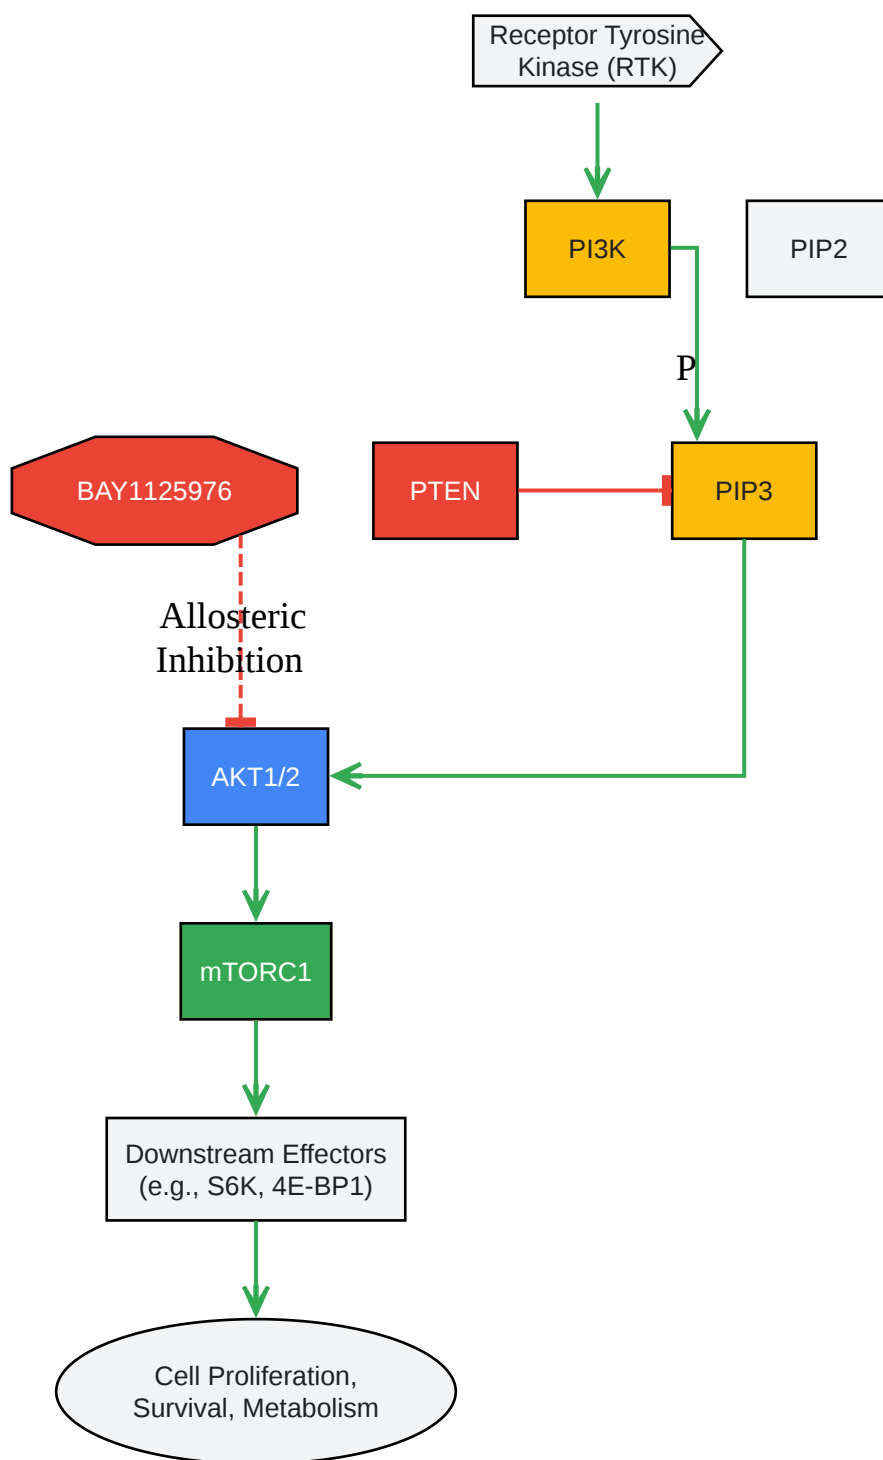 Receptor Tyrosine
Kinase (RTK)
PI3K
PIP2
P
BAY1125976
PTEN
PIP3
Allosteric
Inhibition
AKT1/2
mTORC1
Downstream Effectors
(e.g., S6K, 4E-BP1)
Cell Proliferation,
Survival, Metabolism